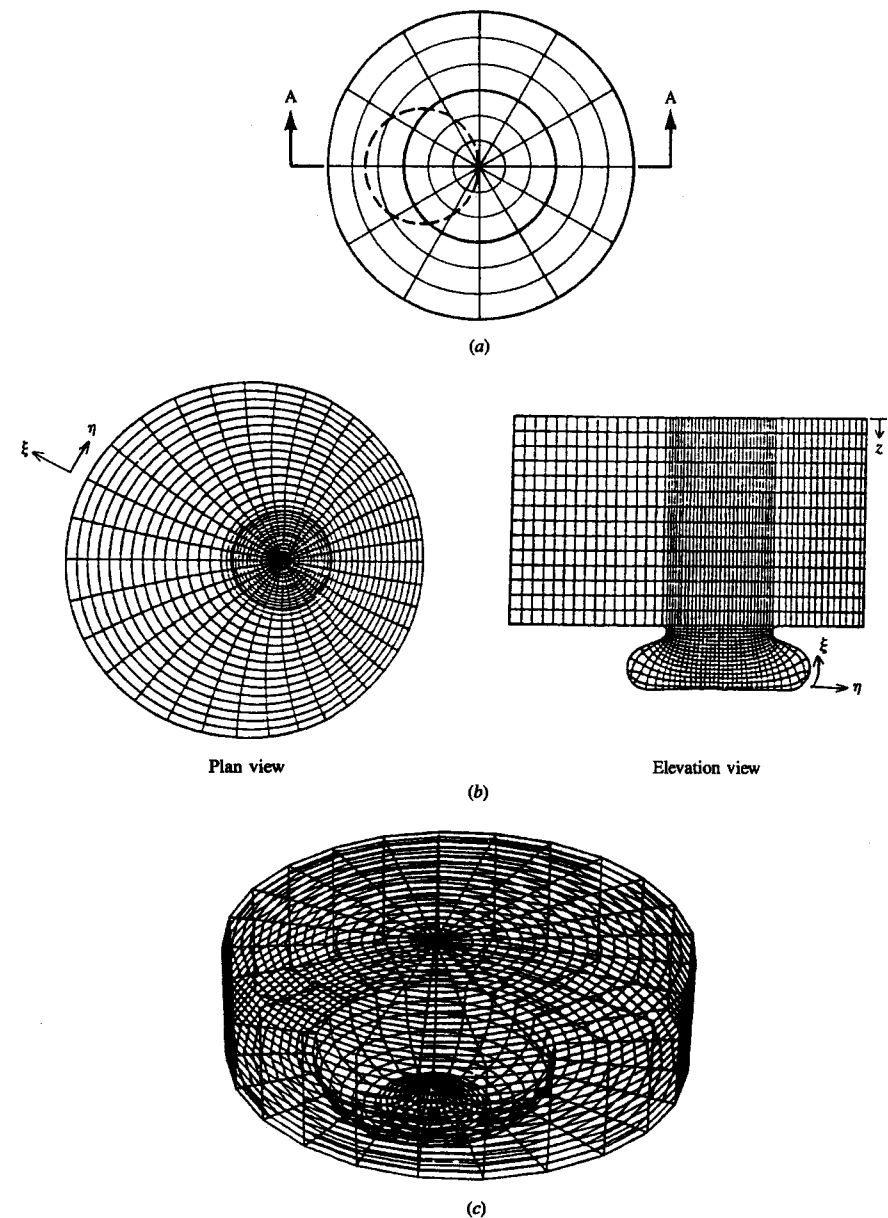 A A
(a)
ξ η
z
ξ
η
Plan view Elevation view
(b)
(c)